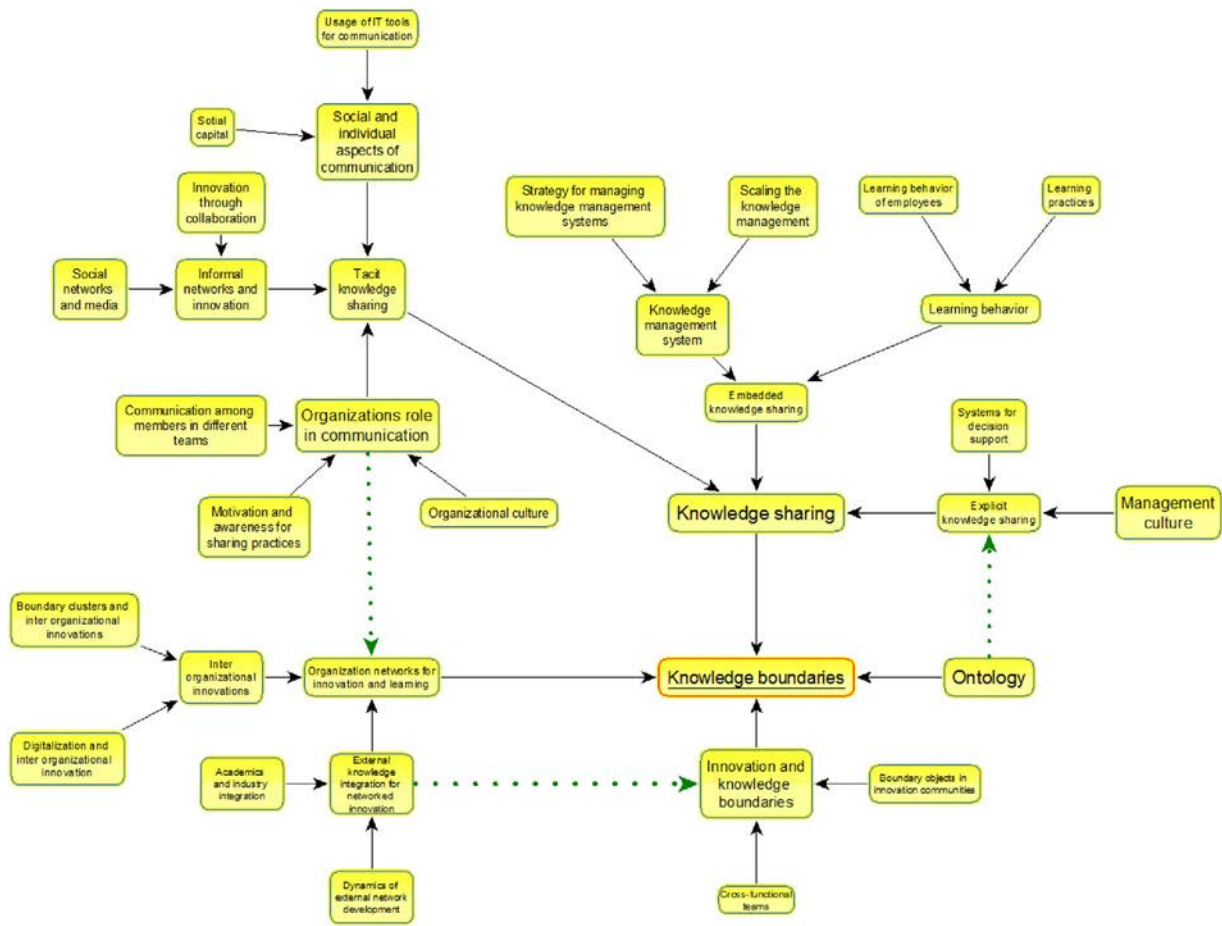 Usage of IT tools
for communication
Sotial
capital
Social and
individual
aspects of
communication
Innovation
through
collaboration
Strategy for managing
knowledge management
systems
Scaling the
knowledge
management
Learning behavior
of employees
Learning
practices
Social
networks
and media
Informal
networks and
innovation
Tacit
knowledge
sharing
Knowledge
management
system
Learning behavior
Embedded
knowledge sharing
Communication among
members in different
teams
Organizations role
in communication
Systems for
decision
support
Motivation and
awareness for
sharing practices
Organizational culture
Knowledge sharing
Explicit
knowledge sharing
Management
culture
Boundary clusters and
inter organizational
innovations
Inter
organizational
innovations
Organization networks for
innovation and learning
Knowledge boundaries
Ontology
Digitalization and
inter organizational
innovation
Academics and
industry
integration
External
knowledge
integration for
networked
innovation
Innovation and
knowledge
boundaries
Boundary objects in
innovation communities
Dynamics of
external network
development
Cross-functional
teams